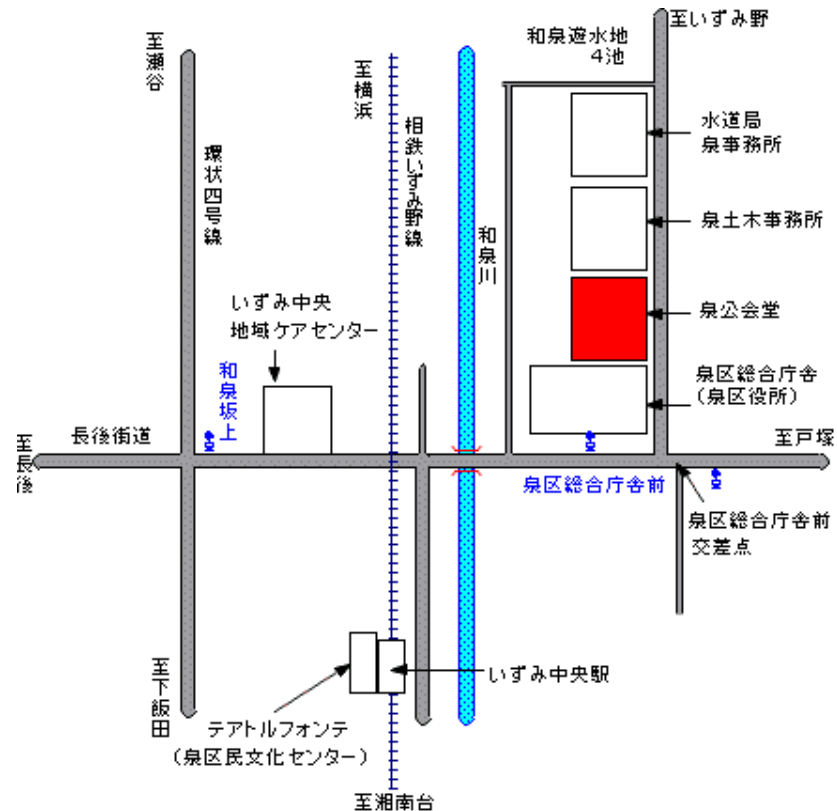 至いずみ野
和泉遊水地
4池
至瀬谷
至横浜
水道局
泉事務所
環状四号線
相鉄いずみ野線
和泉川
泉土木事務所
いずみ中央
地域ケアセンター
泉公会堂
和泉坂上
泉区総合庁舎
(泉区役所)
至長後
長後街道
至戸塚
泉区総合庁舎前
泉区総合庁舎前
交差点
至下飯田
いずみ中央駅
テアトルフォンテ
(泉区民文化センター)
至湘南台